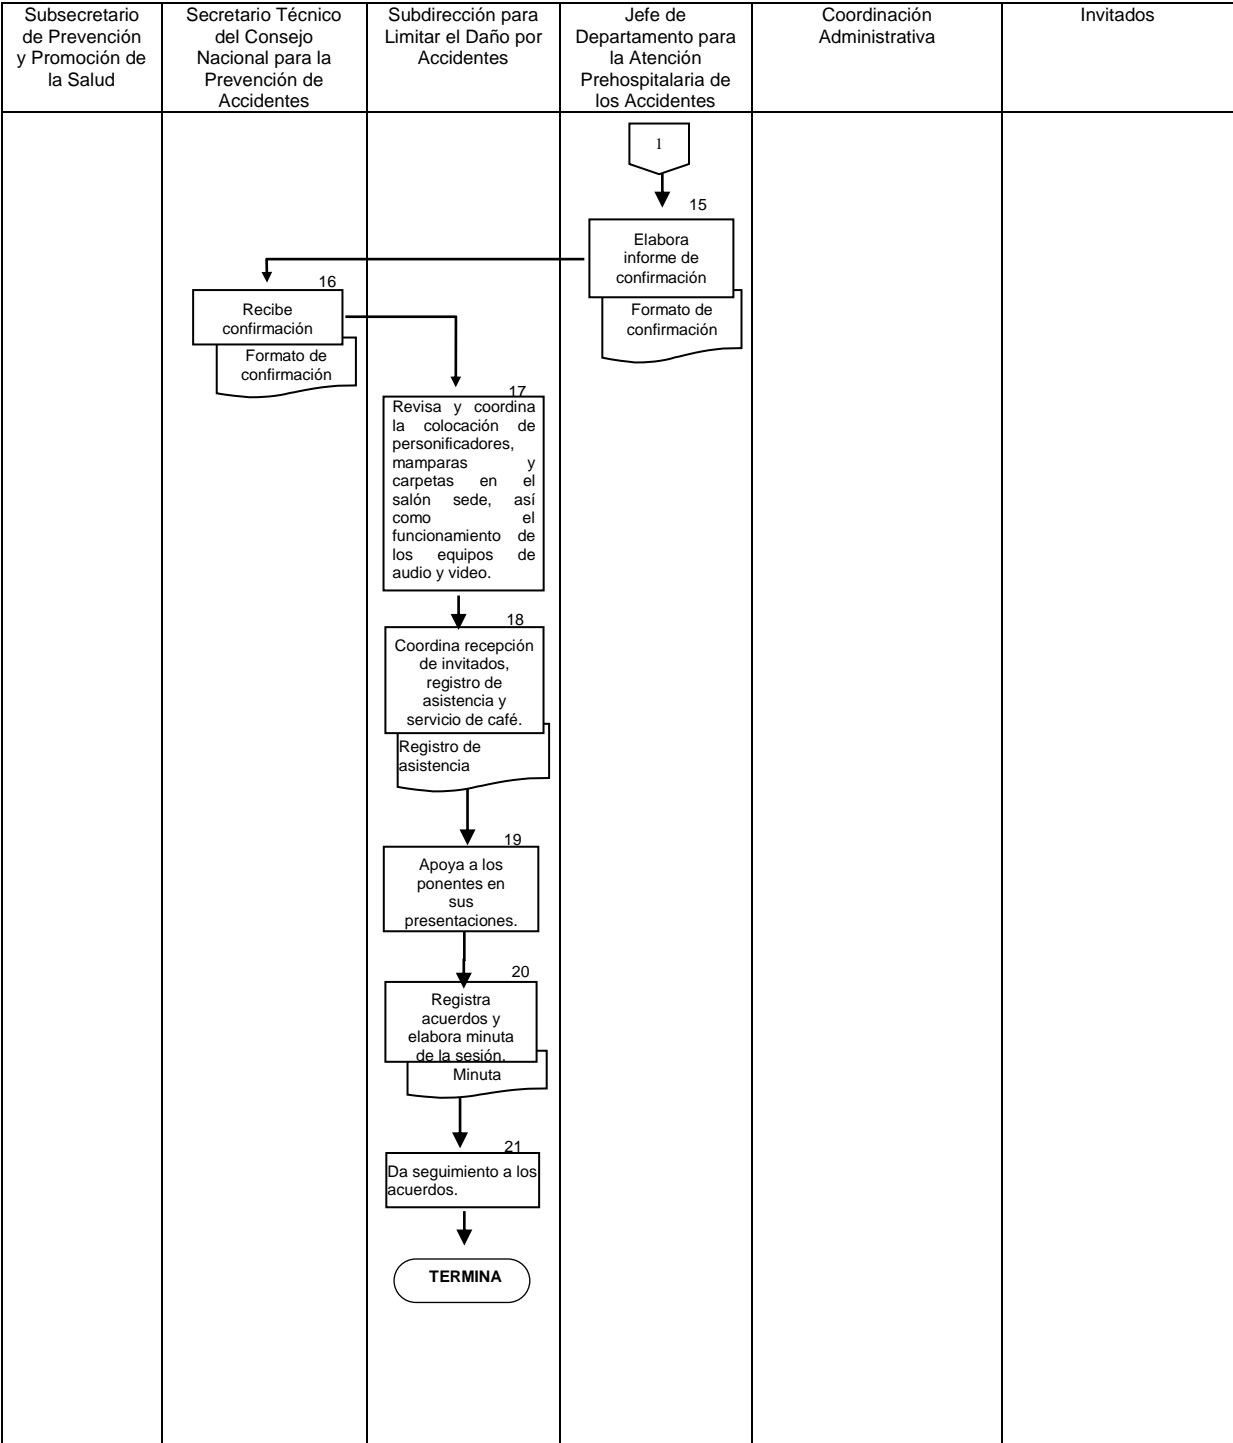 Subsecretario
de Prevención
y Promoción de
la Salud
Secretario Técnico
del Consejo
Nacional para la
Prevención de
Accidentes
Subdirección para
Limitar el Daño por
Accidentes
Jefe de
Departamento para
la Atención
Prehospitalaria de
los Accidentes
Coordinación
Administrativa
Invitados
1
15
Elabora
informe de
confirmación
Formato de
confirmación
16
Recibe
confirmación
Formato de
confirmación
17
Revisa y coordina
la colocación de
personificadores,
mamparas y
carpetas en el
salón sede, así
como el
funcionamiento de
los equipos de
audio y video.
18
Coordina recepción
de invitados,
registro de
asistencia y
servicio de café.
Registro de
asistencia
19
Apoya a los
ponentes en
sus
presentaciones.
20
Registra
acuerdos y
elabora minuta
de la sesión.
Minuta
21
Da seguimiento a los
acuerdos.
TERMINA